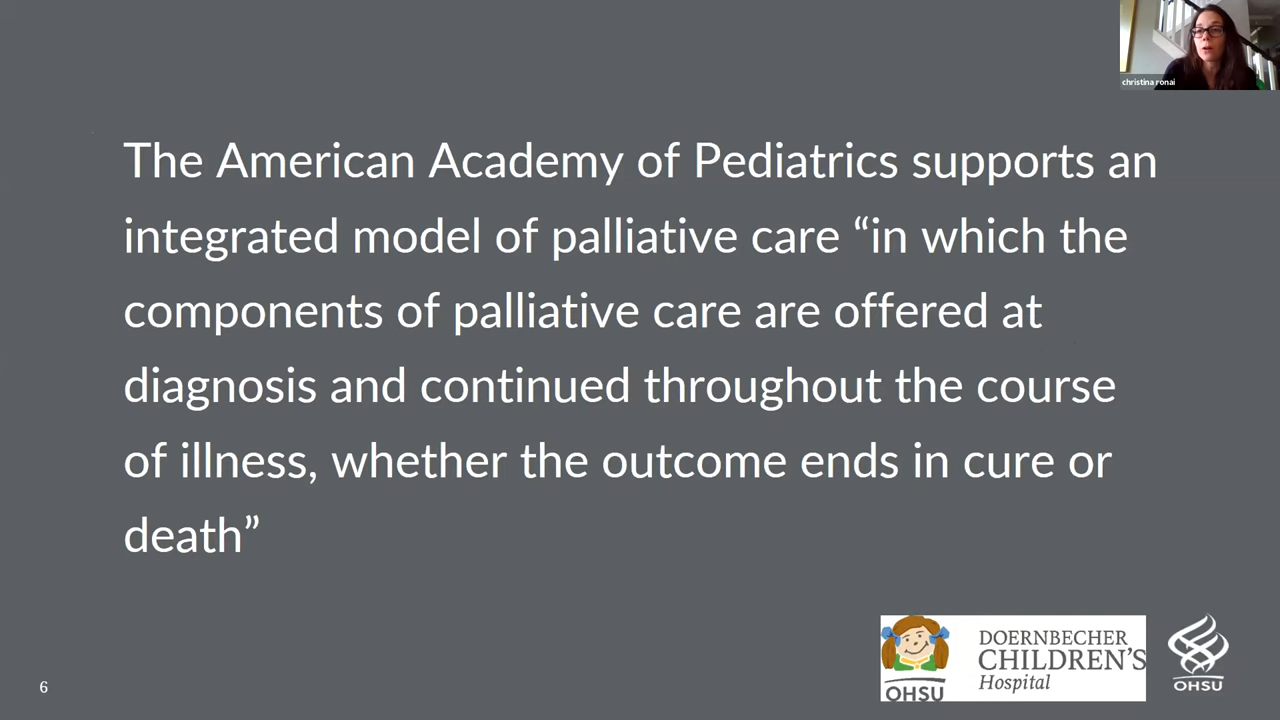 christina ronai
The American Academy of Pediatrics supports an
integrated model of palliative care “in which the
components of palliative care are offered at
diagnosis and continued throughout the course
of illness, whether the outcome ends in cure or
death”
DOERNBECHER
CHILDREN'S
Hospital
OHSU
OHSU
6